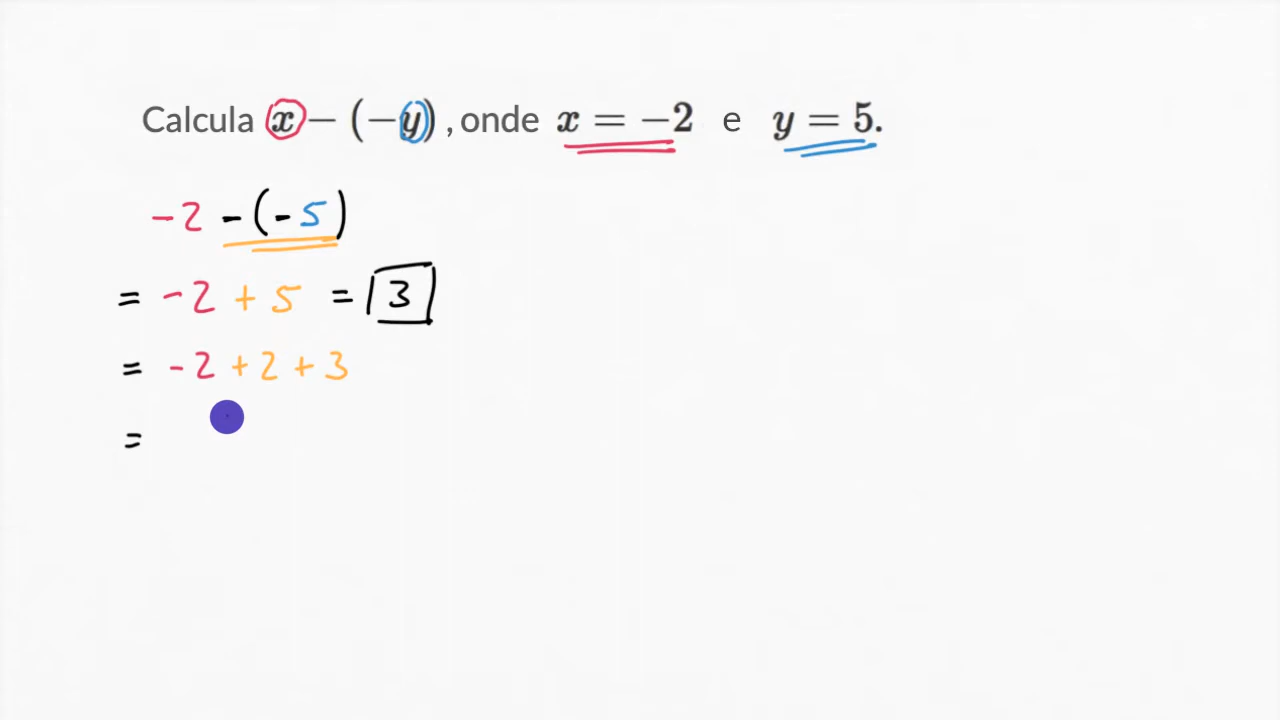 Calcula x − (−y) , onde x = −2 e y = 5.
-2 - (-5)
= -2 + 5 = 3
= -2 + 2 + 3
=